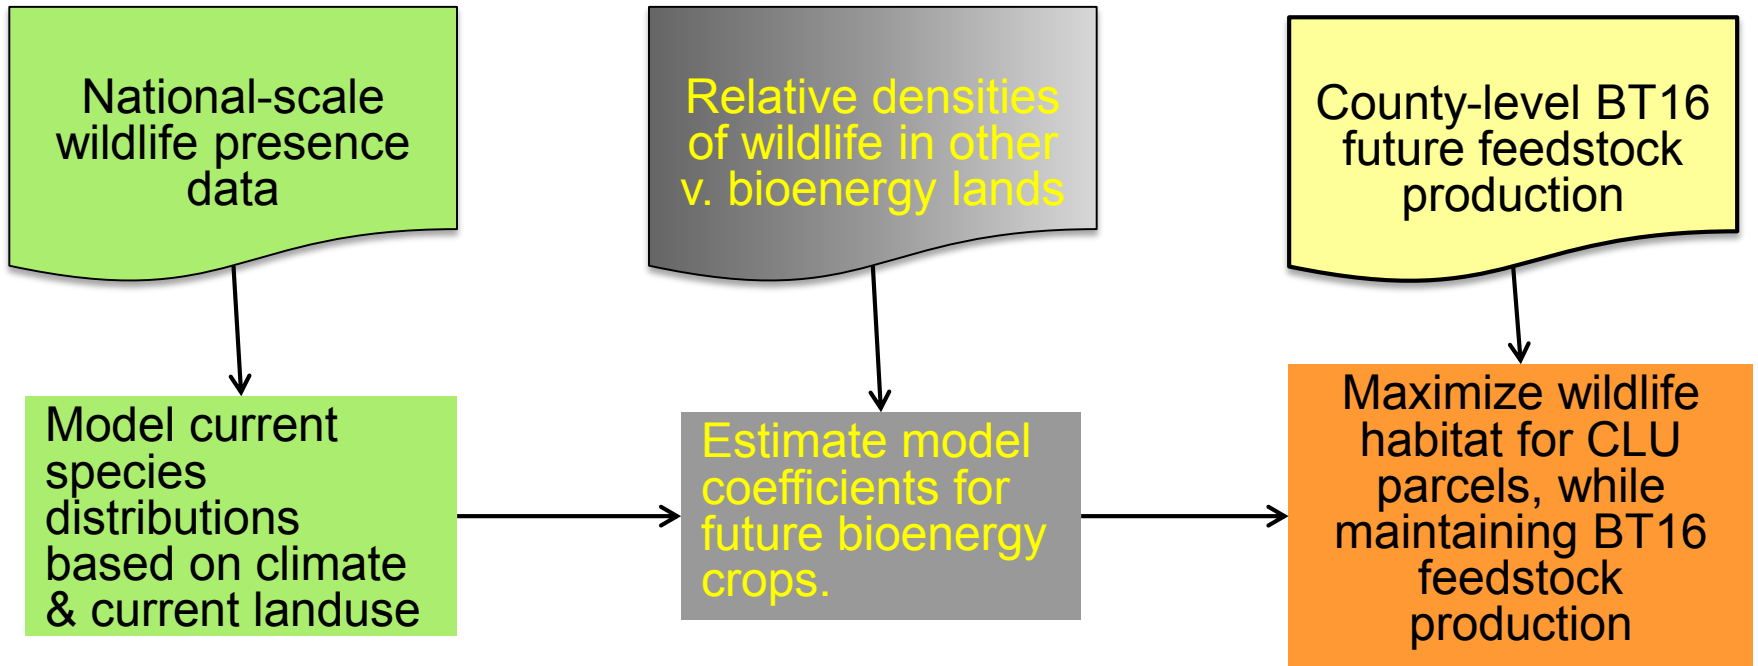 National-scale
wildlife presence
data
Relative densities
of wildlife in other
v. bioenergy lands
County-level BT16
future feedstock
production
Model current
species
distributions
based on climate
& current landuse
Estimate model
coefficients for
future bioenergy
crops.
Maximize wildlife
habitat for CLU
parcels, while
maintaining BT16
feedstock
production